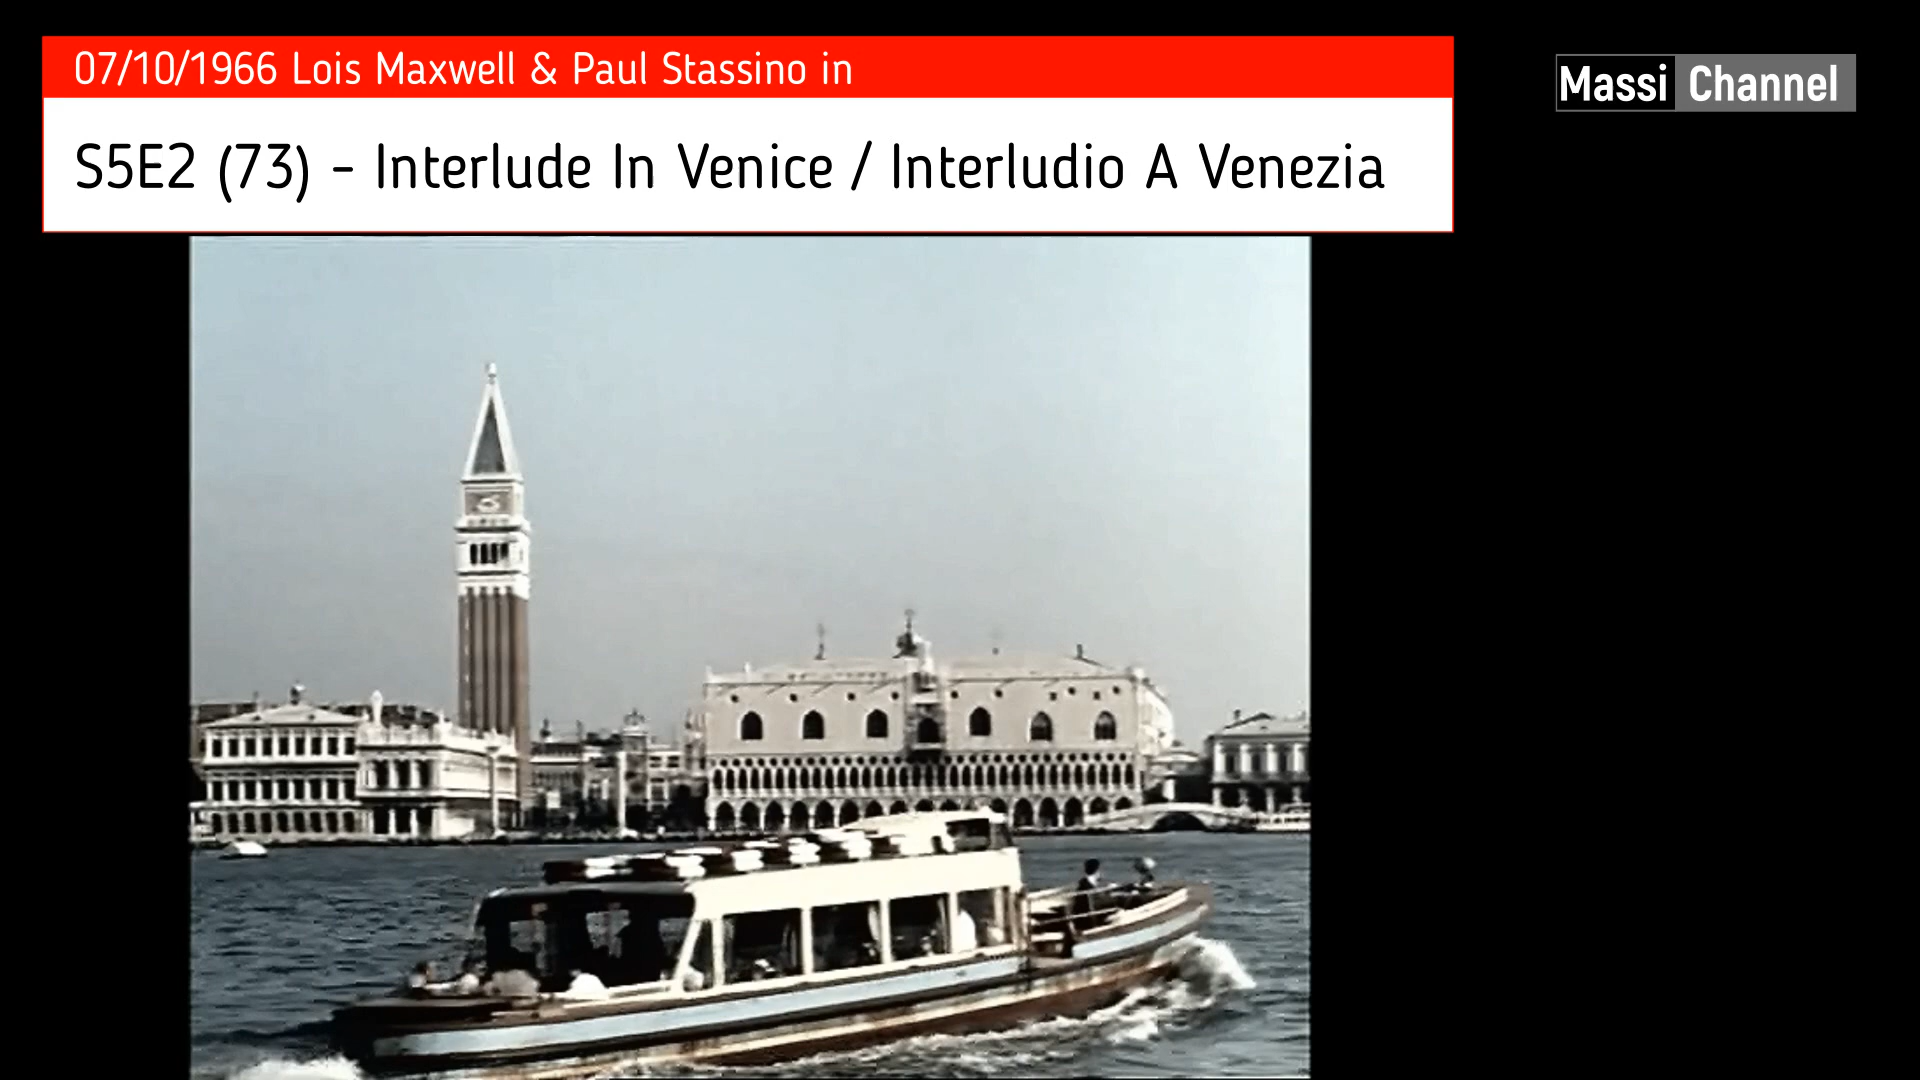 07/10/1966 Lois Maxwell & Paul Stassino in
Massi Channel
S5E2 (73) - Interlude In Venice / Interludio A Venezia